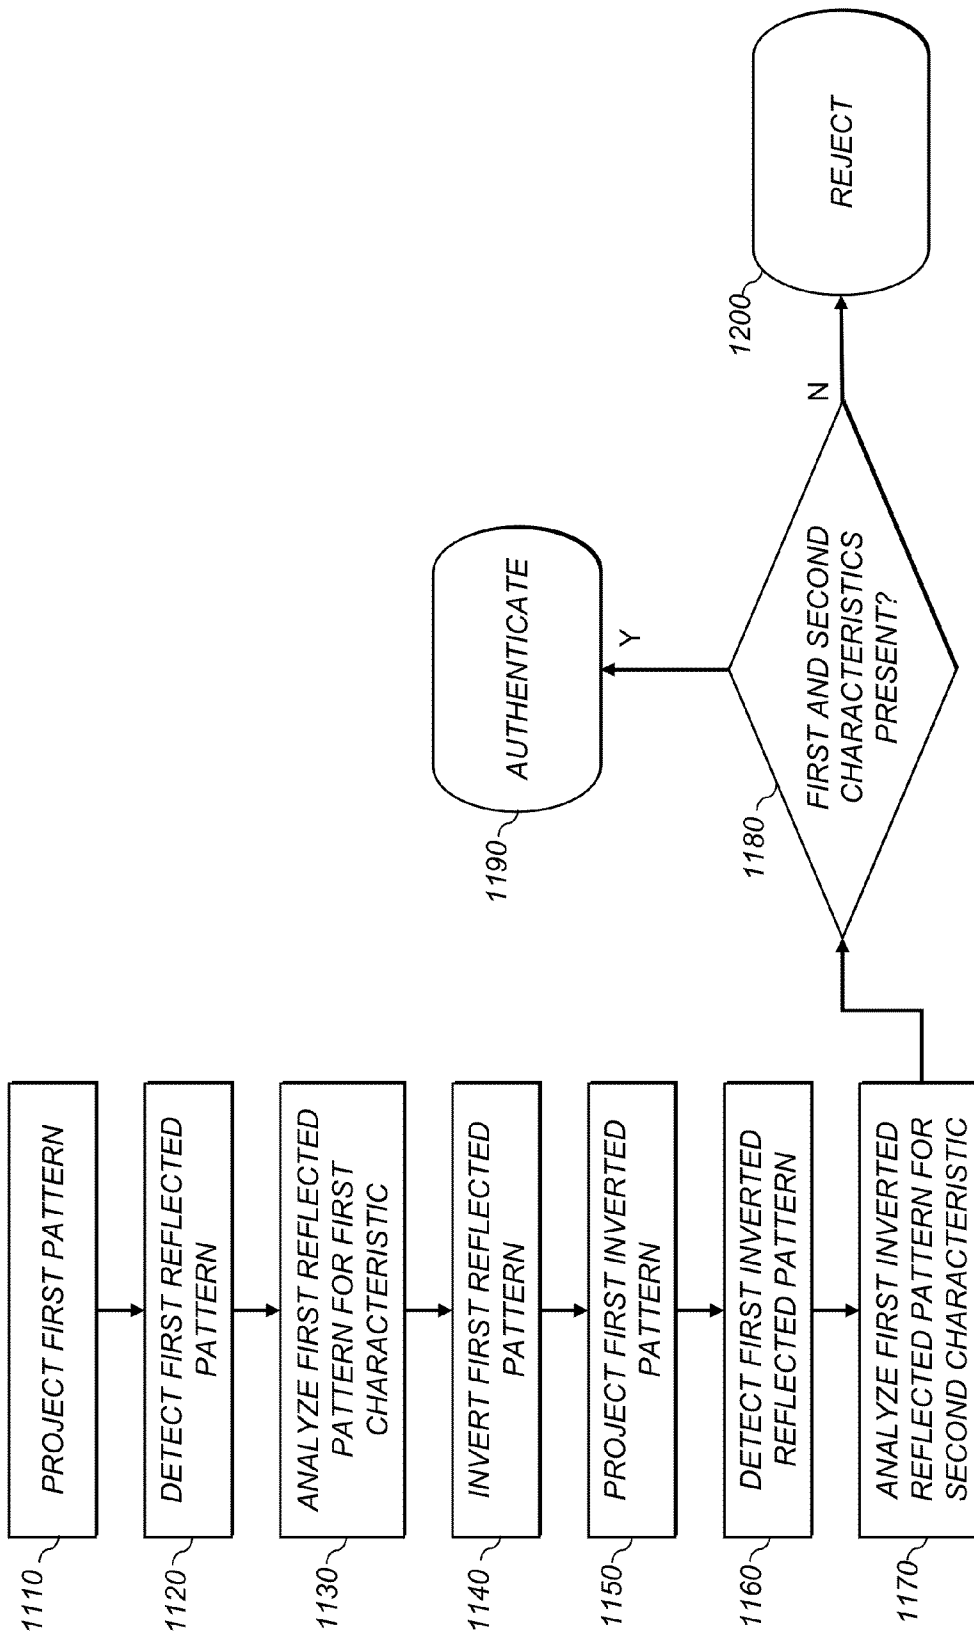 1110
PROJECT FIRST PATTERN
1120
DETECT FIRST REFLECTED
PATTERN
1130
ANALYZE FIRST REFLECTED
PATTERN FOR FIRST
CHARACTERISTIC
1140
INVERT FIRST REFLECTED
PATTERN
1150
PROJECT FIRST INVERTED
PATTERN
1160
DETECT FIRST INVERTED
REFLECTED PATTERN
1170
ANALYZE FIRST INVERTED
REFLECTED PATTERN FOR
SECOND CHARACTERISTIC
1180
FIRST AND SECOND
CHARACTERISTICS
PRESENT?
Y
1190
AUTHENTICATE
N
1200
REJECT